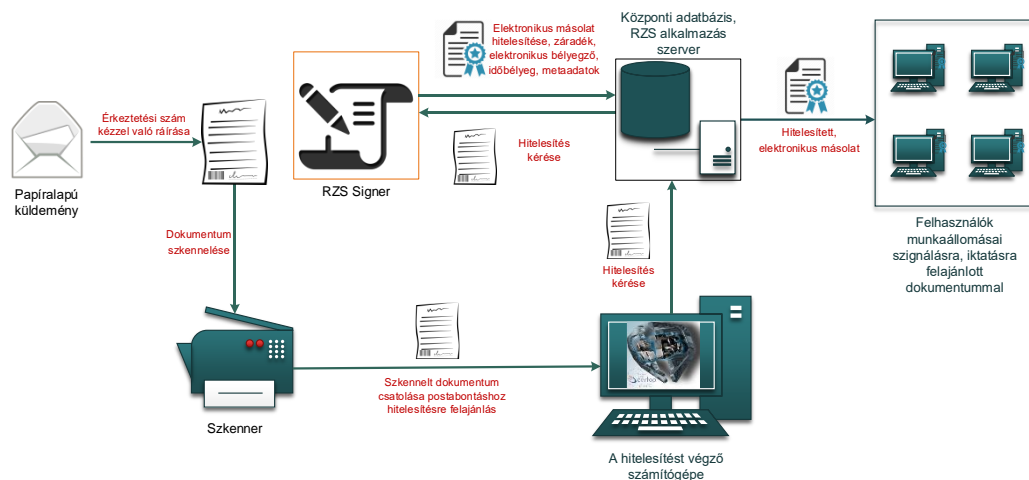 Elektronikus másolat
hitelesítése, záradék,
elektronikus bélyegző,
időbélyeg, metaadatok
Központi adatbázis,
RZS alkalmazás
szerver
Érkeztetési szám
kézzel való ráírása
Papíralapú
küldemény
RZS Signer
Hitelesítés
kérése
Hitelesített,
elektronikus másolat
Felhasználók
munkaállomásai
szignálásra, iktatásra
felajánlott
dokumentummal
Dokumentum
szkennelése
Hitelesítés
kérése
Szkennelt dokumentum
csatolása postabontáshoz
hitelesítésre felajánlás
Szkenner
A hitelesítést végző
számítógépe